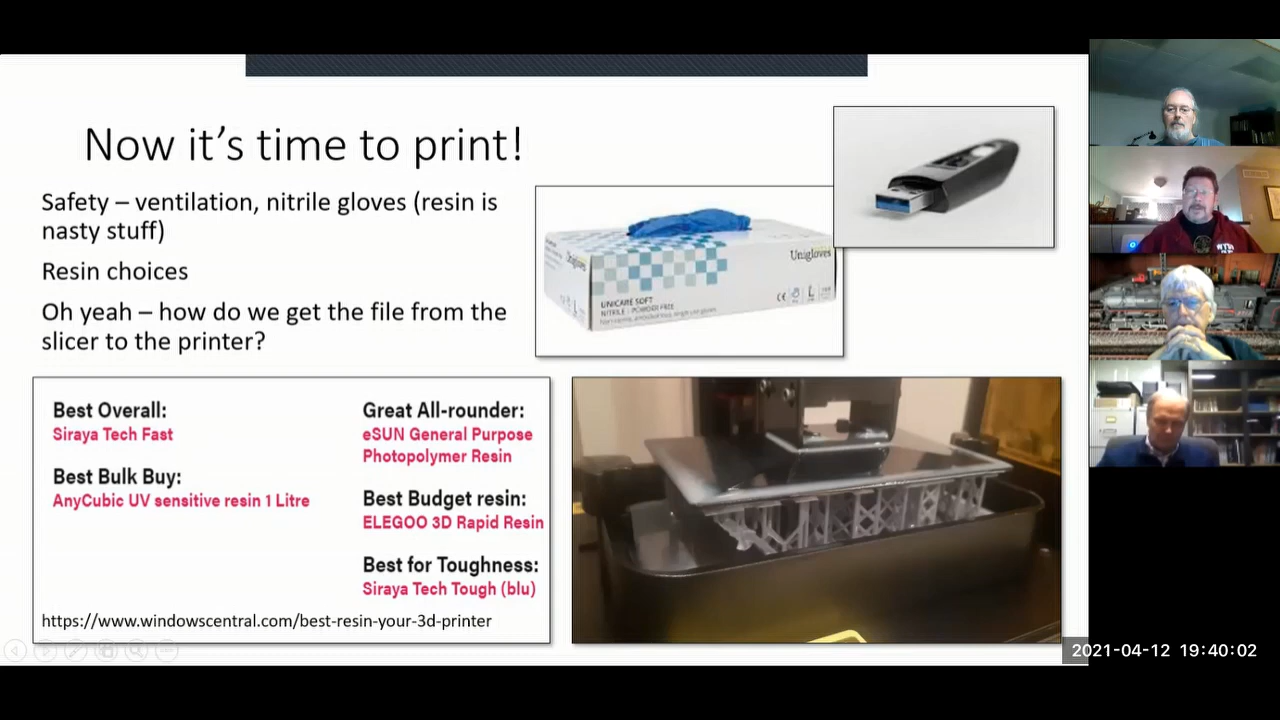 Now it's time to print!
Safety – ventilation, nitrile gloves (resin is
nasty stuff)
Resin choices
Oh yeah – how do we get the file from the
slicer to the printer?
Unigloves
Unigloves
UNICARE SOFT
NITRILE - POWDER FREE
L
Best Overall:
Siraya Tech Fast
Best Bulk Buy:
AnyCubic UV sensitive resin 1 Litre
Great All-rounder:
eSUN General Purpose
Photopolymer Resin
Best Budget resin:
ELEGOO 3D Rapid Resin
Best for Toughness:
Siraya Tech Tough (blu)
https://www.windowscentral.com/best-resin-your-3d-printer
2021-04-12 19:40:02